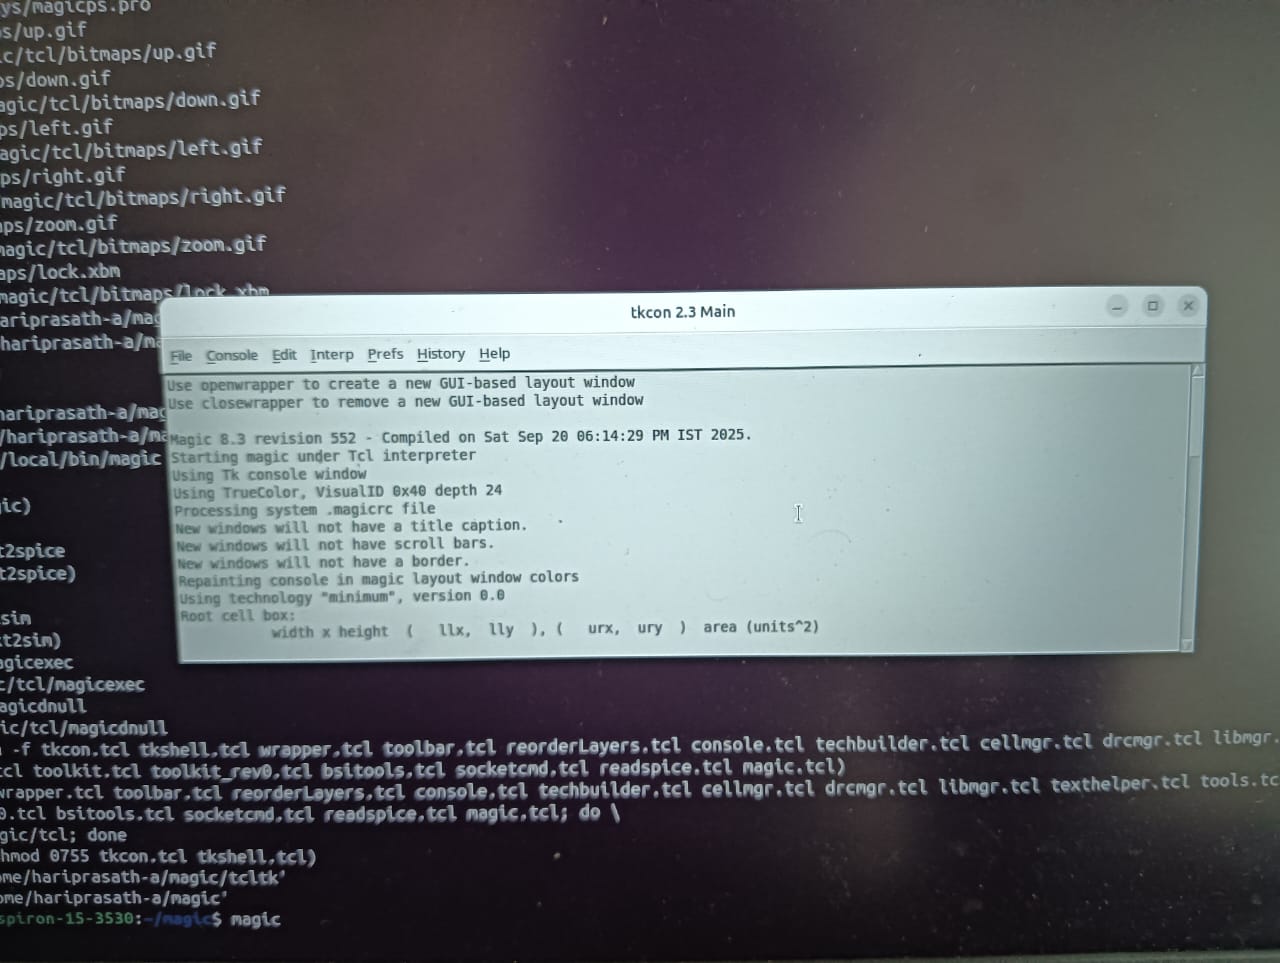 ys/magicps.pro
s/up.gif
c/tcl/bitmaps/up.gif
ps/down.gif
agic/tcl/bitmaps/down.gif
ps/left.gif
agic/tcl/bitmaps/left.gif
ps/right.gif
magic/tcl/bitmaps/right.gif
ps/zoom.gif
magic/tcl/bitmaps/zoom.gif
aps/lock.xbm
magic/tcl/bitmaps/lock.xbm
ariprasath-a/mag
hariprasath-a/ma
hariprasath-a/mag
/hariprasath-a/ma
/local/bin/magic
ic)
t2spice
t2spice)
sim
t2sim)
agicexec
c/tcl/magicexec
agicdnull
ic/tcl/magicdnull
tkcon 2.3 Main
File Console Edit Interp Prefs History Help
Use openwrapper to create a new GUI-based layout window
Use closewrapper to remove a new GUI-based layout window
Magic 8.3 revision 552 - Compiled on Sat Sep 20 06:14:29 PM IST 2025.
Starting magic under Tcl interpreter
Using Tk console window
Using TrueColor, VisualID 0x40 depth 24
Processing system .magicrc file
New windows will not have a title caption.
New windows will not have scroll bars.
New windows will not have a border.
Repainting console in magic layout window colors
Using technology "minimum", version 0.0
Root cell box:
width x height ( llx, lly ), ( urx, ury ) area (units^2)
-f tkcon.tcl tkshell.tcl wrapper.tcl toolbar.tcl reorderLayers.tcl console.tcl techbuilder.tcl cellmgr.tcl drcmgr.tcl libmgr.
cl toolkit.tcl toolkit_rev0.tcl bsitools.tcl socketcmd.tcl readspice.tcl magic.tcl)
wrapper.tcl toolbar.tcl reorderLayers.tcl console.tcl techbuilder.tcl cellmgr.tcl drcmgr.tcl libmgr.tcl texthelper.tcl tools.tc
0.tcl bsitools.tcl socketcmd.tcl readspice.tcl magic.tcl; do \
gic/tcl; done
hmod 0755 tkcon.tcl tkshell.tcl)
ome/hariprasath-a/magic/tcltk'
ome/hariprasath-a/magic'
spiron-15-3530:~/magic$ magic